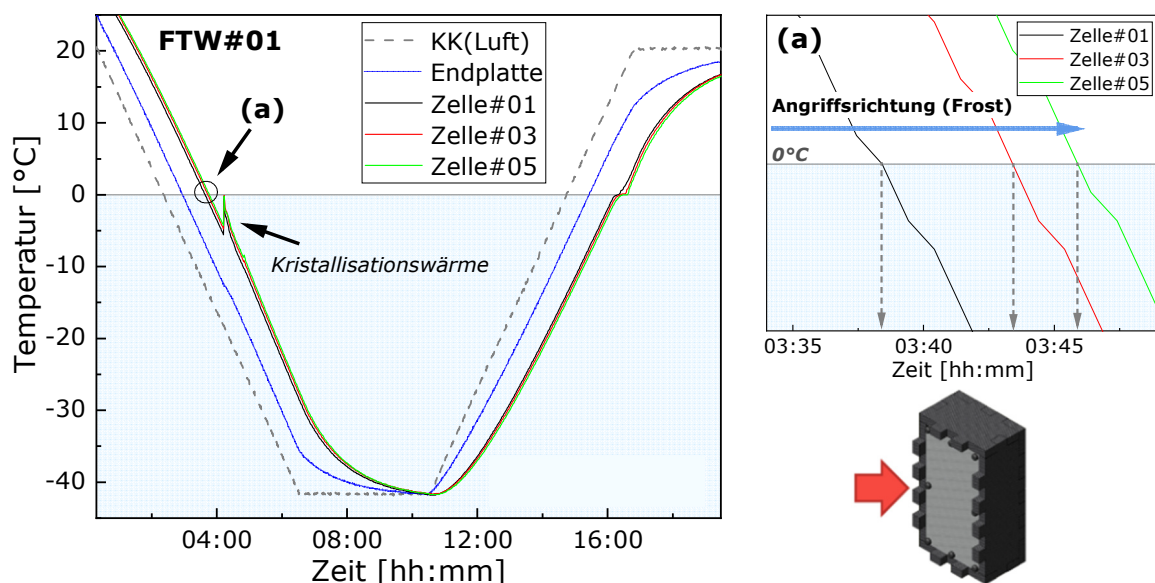 FTW#01
KK(Luft)
Endplatte
Zelle#01
Zelle#03
Zelle#05
(a)
Kristallisationswärme
20
10
0
-10
-20
-30
-40
Temperatur [°C]
04:00 08:00 12:00 16:00
Zeit [hh:mm]
(a)
Zelle#01
Zelle#03
Zelle#05
Angriffsrichtung (Frost)
0°C
03:35 03:40 03:45
Zeit [hh:mm]